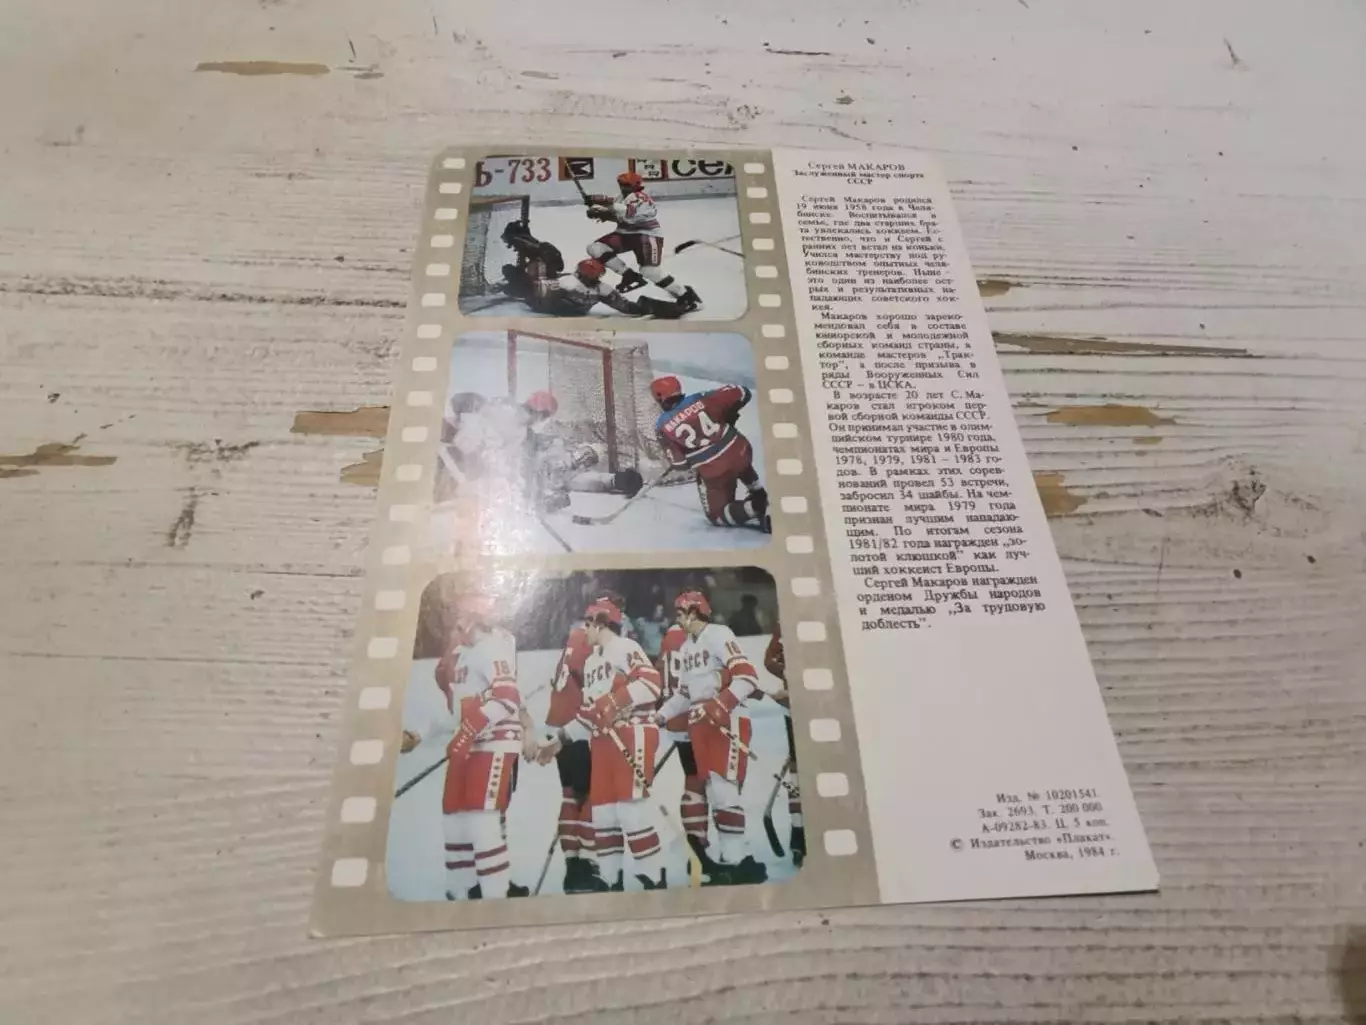 Ь-733
МАКАРОВ
24
18
СССР
24
СССР
16
Сергей МАКАРОВ
Заслуженный мастер спорта
СССР
Сергей Макаров родился
19 июня 1958 года в Челя-
бинске. Воспитывался в
семье, где два старших бра-
та увлекались хоккеем. Ес-
тественно, что и Сергей с
ранних лет встал на коньки.
Учился мастерству под ру-
ководством опытных челя-
бинских тренеров. Ныне -
это один из наиболее ост-
рых и результативных на-
падающих советского хок-
кея.
Макаров хорошо зареко-
мендовал себя в составе
юниорской и молодежной
сборных команд страны, в
команде мастеров „Трак-
тор", а после призыва в
ряды Вооруженных Сил
СССР - в ЦСКА.
В возрасте 20 лет С. Ма-
каров стал игроком пер-
вой сборной команды СССР.
Он принимал участие в олим-
пийском турнире 1980 года,
чемпионатах мира и Европы
1978, 1979, 1981 - 1983 го-
дов. В рамках этих сорев-
нований провел 53 встречи,
забросил 34 шайбы. На чем-
пионате мира 1979 года
признан лучшим нападаю-
щим. По итогам сезона
1981/82 года награжден „зо-
лотой клюшкой" как луч-
ший хоккеист Европы.
Сергей Макаров награжден
орденом Дружбы народов
и медалью „За трудовую
доблесть".
Изд. № 10201541.
Зак. 2693. Т. 200 000
А-09282-83. Ц. 5 коп.
© Издательство «Плакат».
Москва, 1984 г.